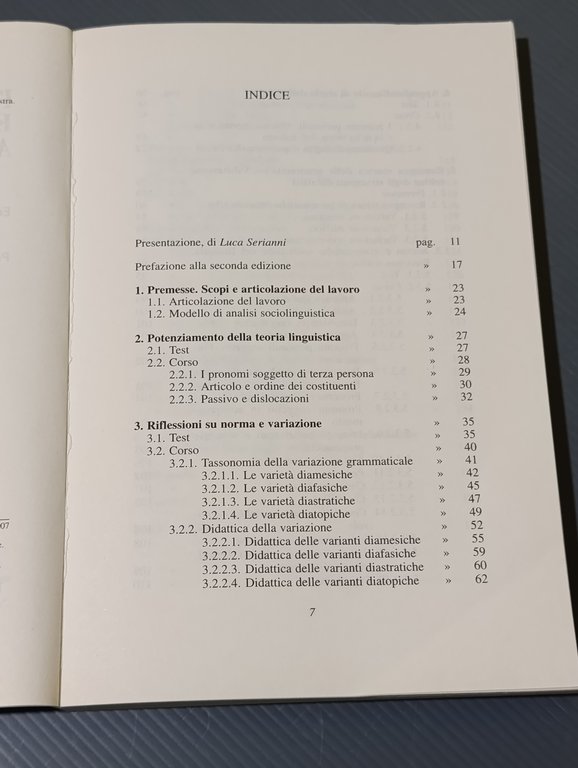 INDICE
Presentazione, di Luca Serianni pag. 11
Prefazione alla seconda edizione » 17
1. Premesse. Scopi e articolazione del lavoro » 23
1.1. Articolazione del lavoro » 23
1.2. Modello di analisi sociolinguistica » 24
2. Potenziamento della teoria linguistica » 27
2.1. Test » 27
2.2. Corso » 28
2.2.1. I pronomi soggetto di terza persona » 29
2.2.2. Articolo e ordine dei costituenti » 30
2.2.3. Passivo e dislocazioni » 32
3. Riflessioni su norma e variazione » 35
3.1. Test » 35
3.2. Corso » 40
3.2.1. Tassonomia della variazione grammaticale » 41
3.2.1.1. Le varietà diamesiche » 42
3.2.1.2. Le varietà diafasiche » 45
3.2.1.3. Le varietà diastratiche » 47
3.2.1.4. Le varietà diatopiche » 49
3.2.2. Didattica della variazione » 52
3.2.2.1. Didattica delle varianti diamesiche » 55
3.2.2.2. Didattica delle varianti diafasiche » 59
3.2.2.3. Didattica delle varianti diastratiche » 60
3.2.2.4. Didattica delle varianti diatopiche » 62
7